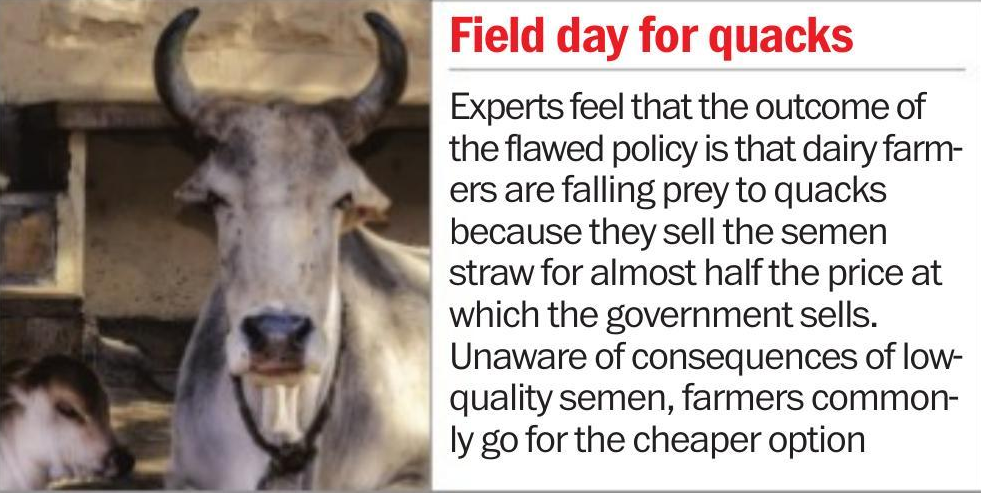 Field day for quacks
Experts feel that the outcome of
the flawed policy is that dairy farm-
ers are falling prey to quacks
because they sell the semen
straw for almost half the price at
which the government sells.
Unaware of consequences of low-
quality semen, farmers common-
ly go for the cheaper option